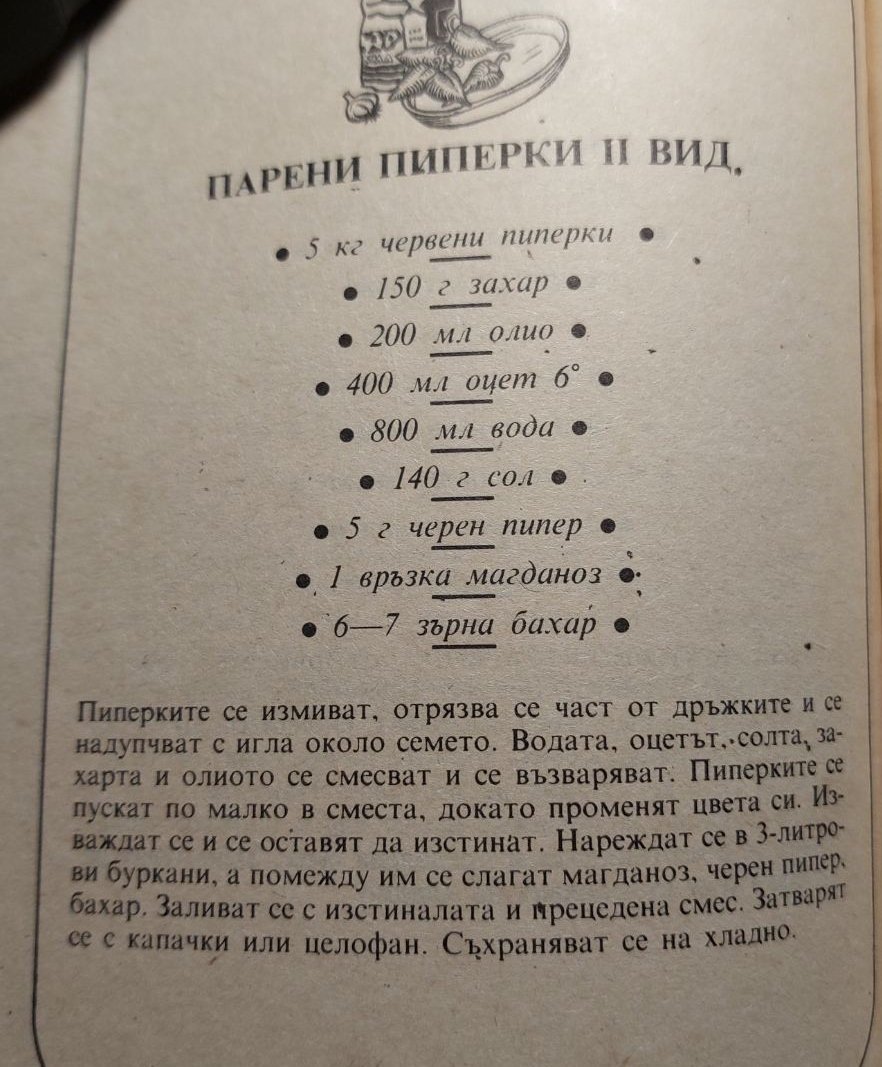 ПАРЕНИ ПИПЕРКИ II ВИД
• 5 кг червени пиперки •
• 150 г захар •
• 200 мл олио •
• 400 мл оцет 6° •
• 800 мл вода •
• 140 г сол •
• 5 г черен пипер •
• 1 връзка магданоз •
• 6—7 зърна бахар •
Пиперките се измиват, отрязва се част от дръжките и се
надупчват с игла около семето. Водата, оцетът, солта, за-
харта и олиото се смесват и се възваряват. Пиперките се
пускат по малко в сместа, докато променят цвета си. Из-
важдат се и се оставят да изстинат. Нареждат се в 3-литро-
ви буркани, а помежду им се слагат магданоз, черен пипер,
бахар. Заливат се с изстиналата и прецедена смес. Затварят
се с капачки или целофан. Съхраняват се на хладно.